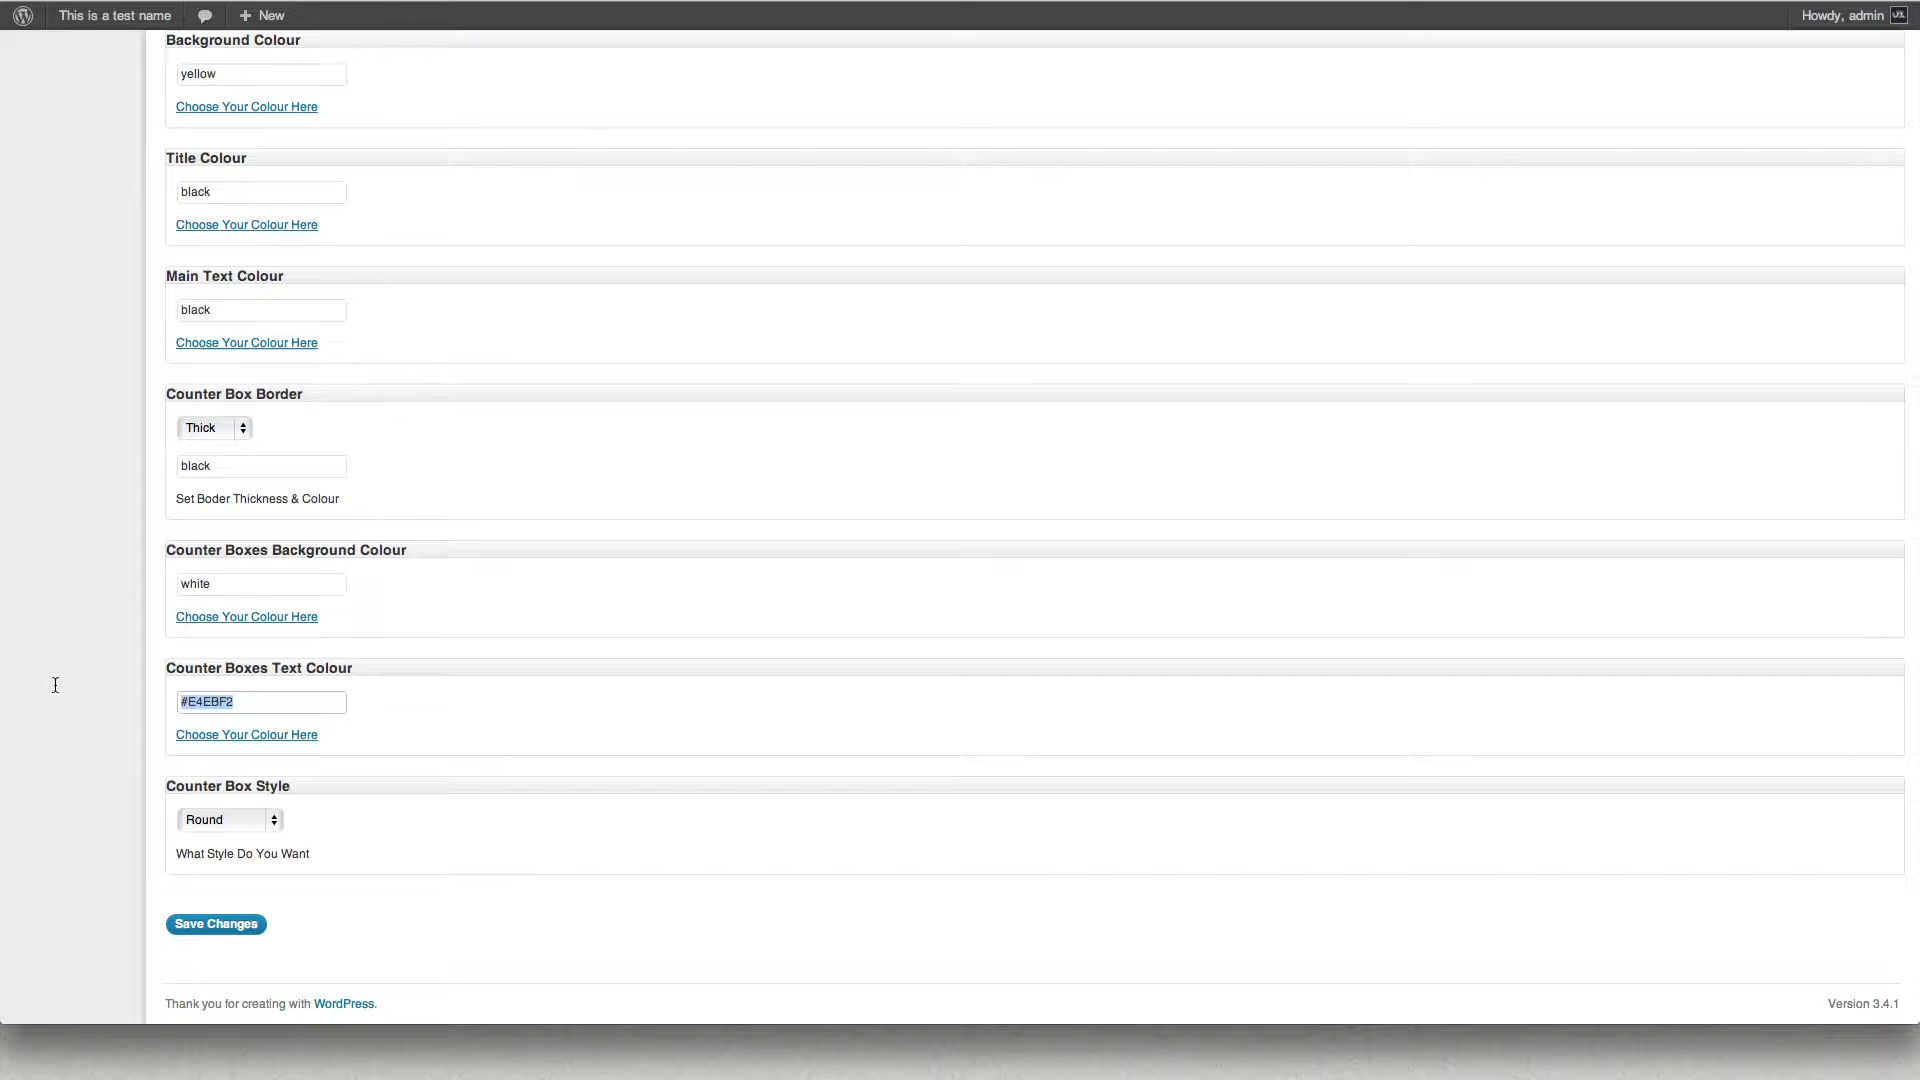 This is a test name
New
Howdy, admin
Background Colour
yellow
Choose Your Colour Here
Title Colour
black
Choose Your Colour Here
Main Text Colour
black
Choose Your Colour Here
Counter Box Border
Thick
black
Set Boder Thickness & Colour
Counter Boxes Background Colour
white
Choose Your Colour Here
Counter Boxes Text Colour
#E4EBF2
Choose Your Colour Here
Counter Box Style
Round
What Style Do You Want
Save Changes
Thank you for creating with WordPress.
Version 3.4.1